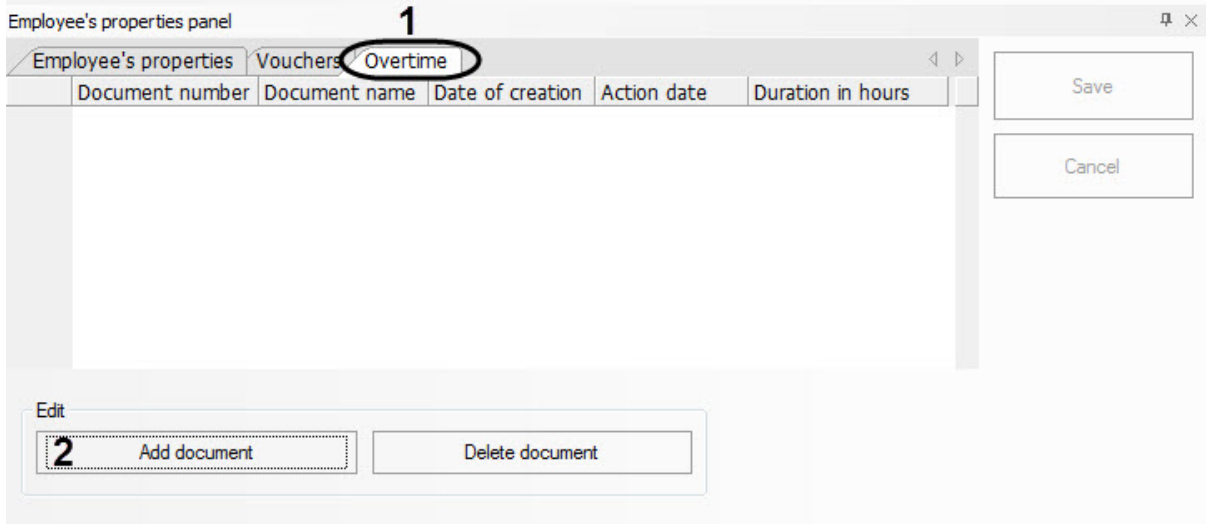 Employee's properties panel
1
Employee's properties Vouchers Overtime
Document number Document name Date of creation Action date Duration in hours
Save
Cancel
Edit
2 Add document Delete document